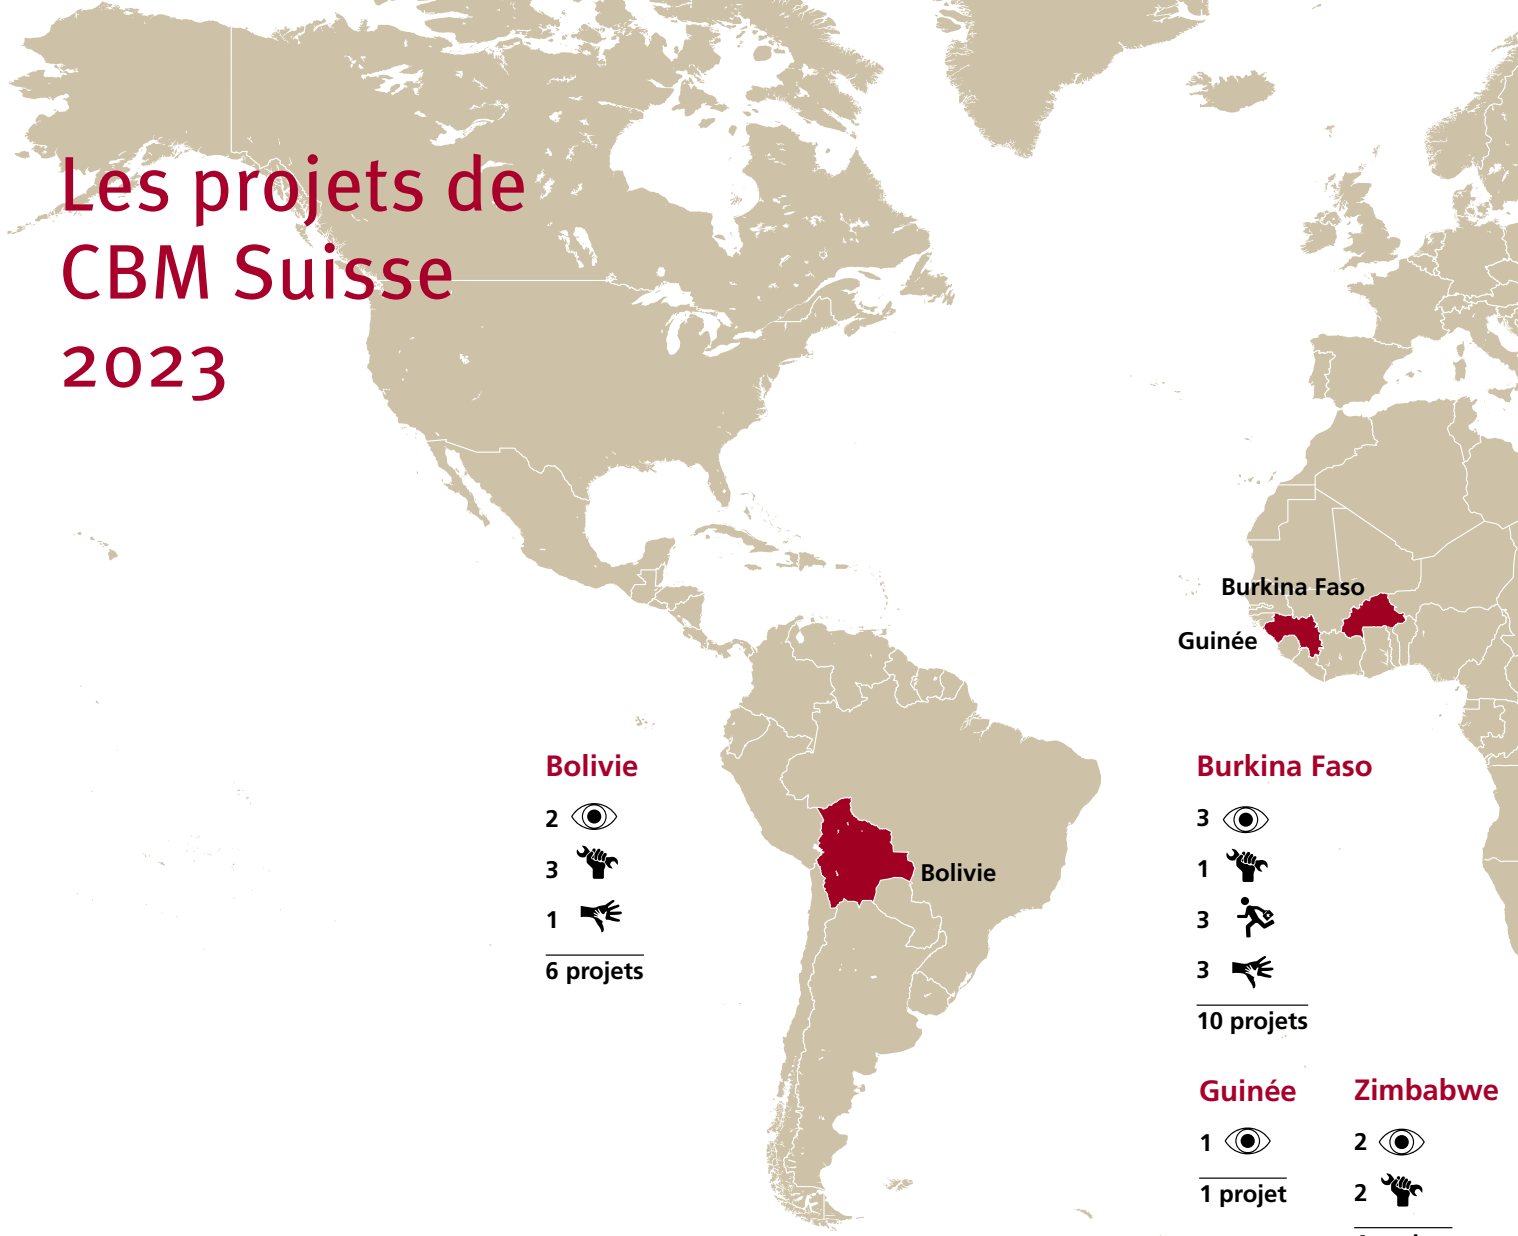 Les projets de
CBM Suisse
2023
Burkina Faso
Guinée
Bolivie
Bolivie
2
3
1
6 projets
Burkina Faso
3
1
3
3
10 projets
Guinée
1
1 projet
Zimbabwe
2
2